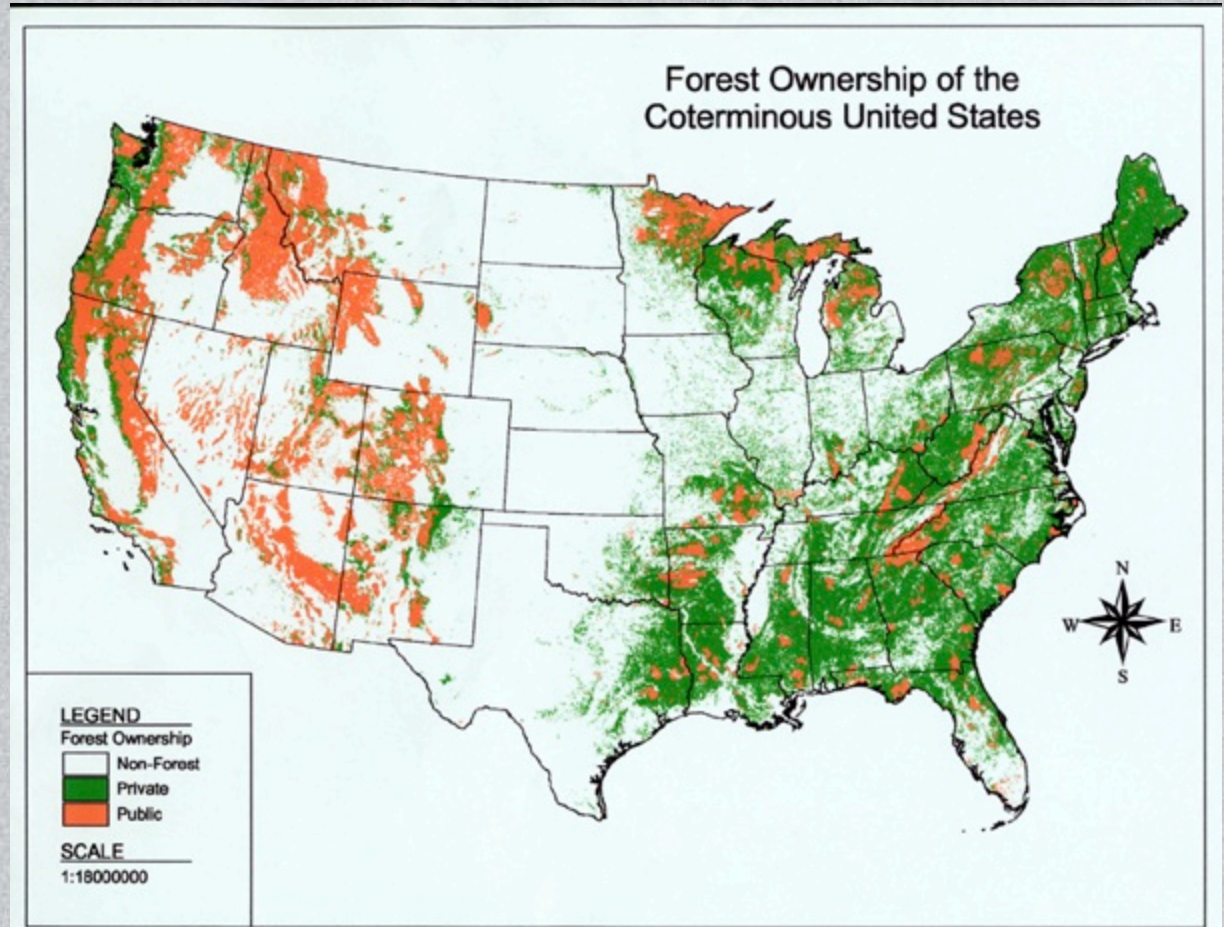 Forest Ownership of the
Coterminous United States
N
W E
S
LEGEND
Forest Ownership
Non-Forest
Private
Public
SCALE
1:18000000